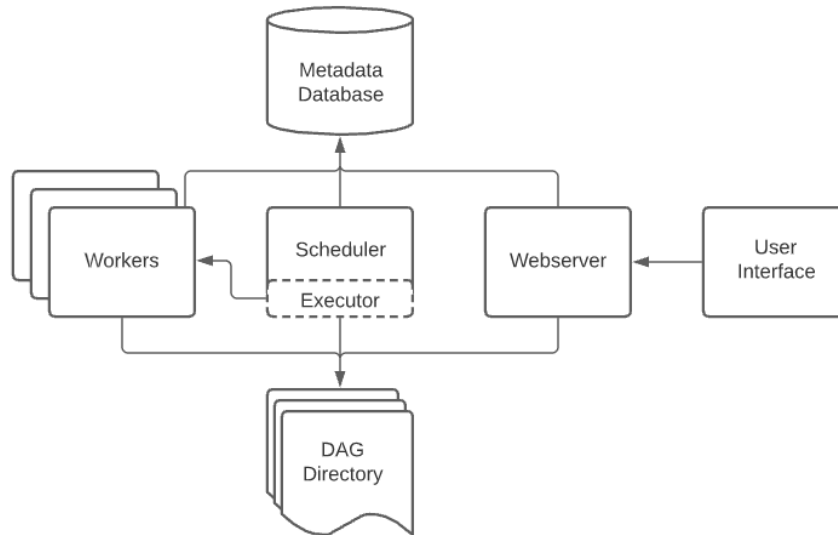 Metadata
Database
Workers
Scheduler
Executor
Webserver
User
Interface
DAG
Directory